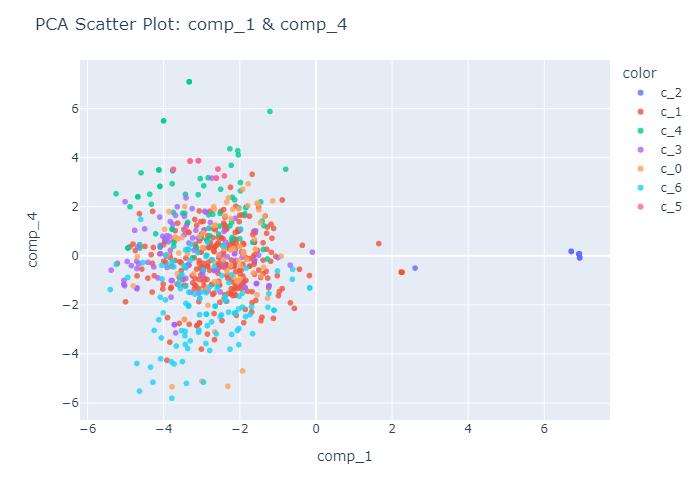 PCA Scatter Plot: comp_1 & comp_4
color
c_2
c_1
c_4
c_3
c_0
c_6
c_5
6
4
2
0
−2
−4
−6
comp_4
−6
−4
−2
0
2
4
6
comp_1